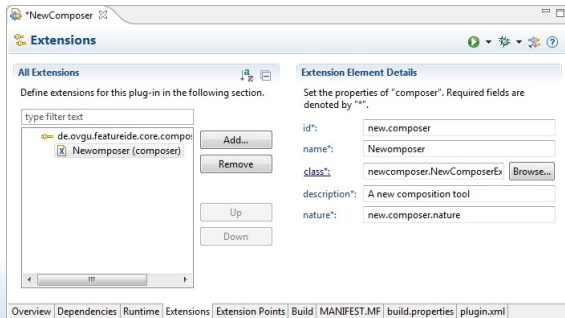 *NewComposer
Extensions
All Extensions
Define extensions for this plug-in in the following section.
type filter text
de.ovgu.featureide.core.compo
Newomposer (composer)
Add...
Remove
Up
Down
Extension Element Details
Set the properties of "composer". Required fields are
denoted by "*".
id*: new.composer
name*: Newomposer
class*: newcomposer.NewComposerEx Browse...
description*: A new composition tool
nature*: new.composer.nature
Overview Dependencies Runtime Extensions Extension Points Build MANIFEST.MF build.properties plugin.xml